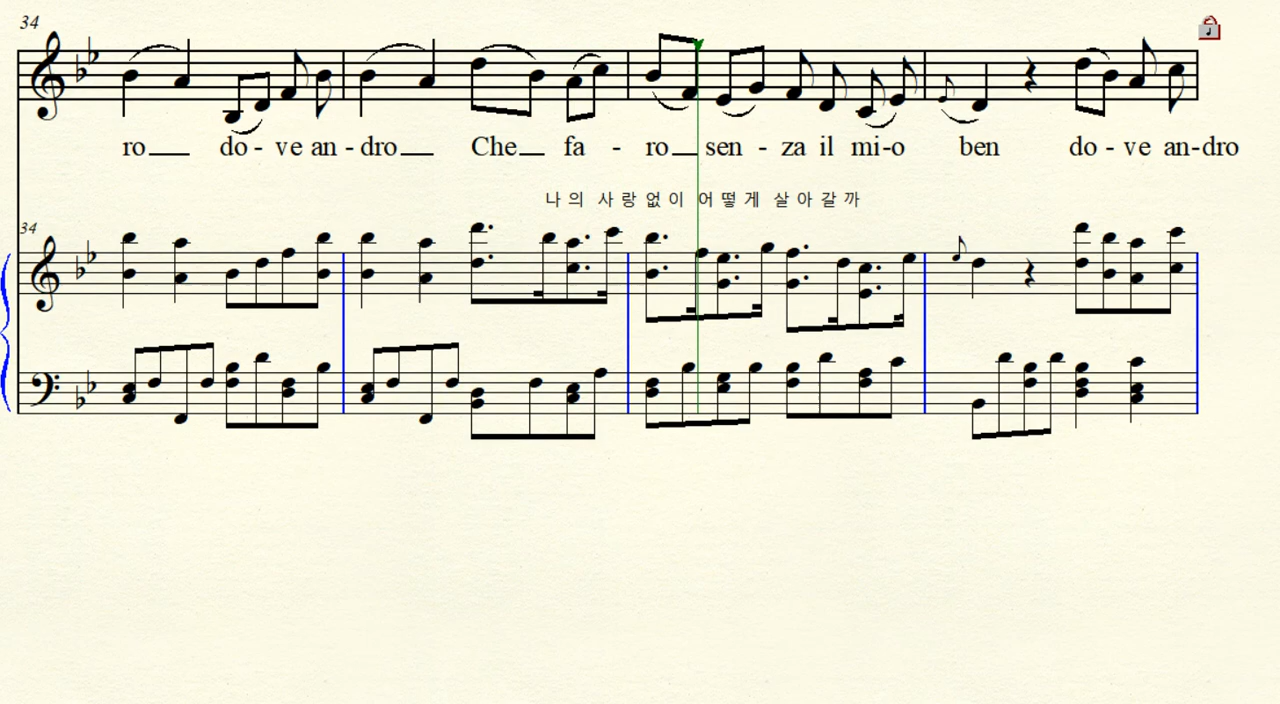 34
ro do - ve an - dro Che fa - ro sen - za il mi-o ben do - ve an-dro
나 의 사 랑 없 이 어 떻 게 살 아 갈 까
34